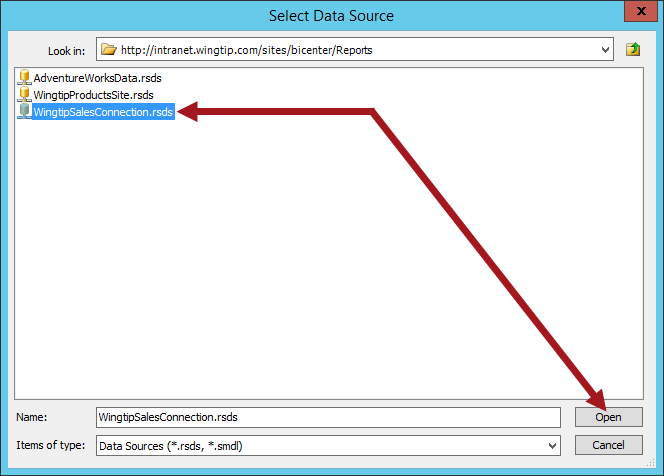 Select Data Source
X
Look in: http://intranet.wingtip.com/sites/bicenter/Reports
AdventureWorksData.rsds
WingtipProductsSite.rsds
WingtipSalesConnection.rsds
Name: WingtipSalesConnection.rsds Open
Items of type: Data Sources (*.rsds, *.smdl) Cancel